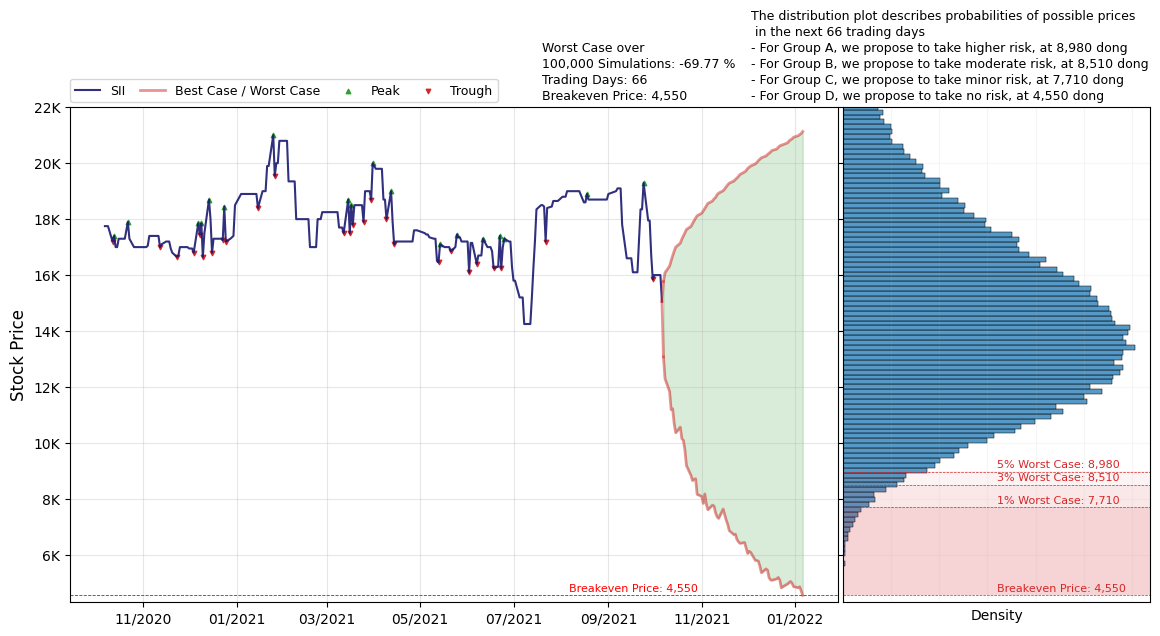 The distribution plot describes probabilities of possible prices
in the next 66 trading days
- For Group A, we propose to take higher risk, at 8,980 dong
- For Group B, we propose to take moderate risk, at 8,510 dong
- For Group C, we propose to take minor risk, at 7,710 dong
- For Group D, we propose to take no risk, at 4,550 dong
Worst Case over
100,000 Simulations: -69.77 %
Trading Days: 66
Breakeven Price: 4,550
SII
Best Case / Worst Case
Peak
Trough
Stock Price
22K
20K
18K
16K
14K
12K
10K
8K
6K
Breakeven Price: 4,550
11/2020
01/2021
03/2021
05/2021
07/2021
09/2021
11/2021
01/2022
5% Worst Case: 8,980
3% Worst Case: 8,510
1% Worst Case: 7,710
Breakeven Price: 4,550
Density